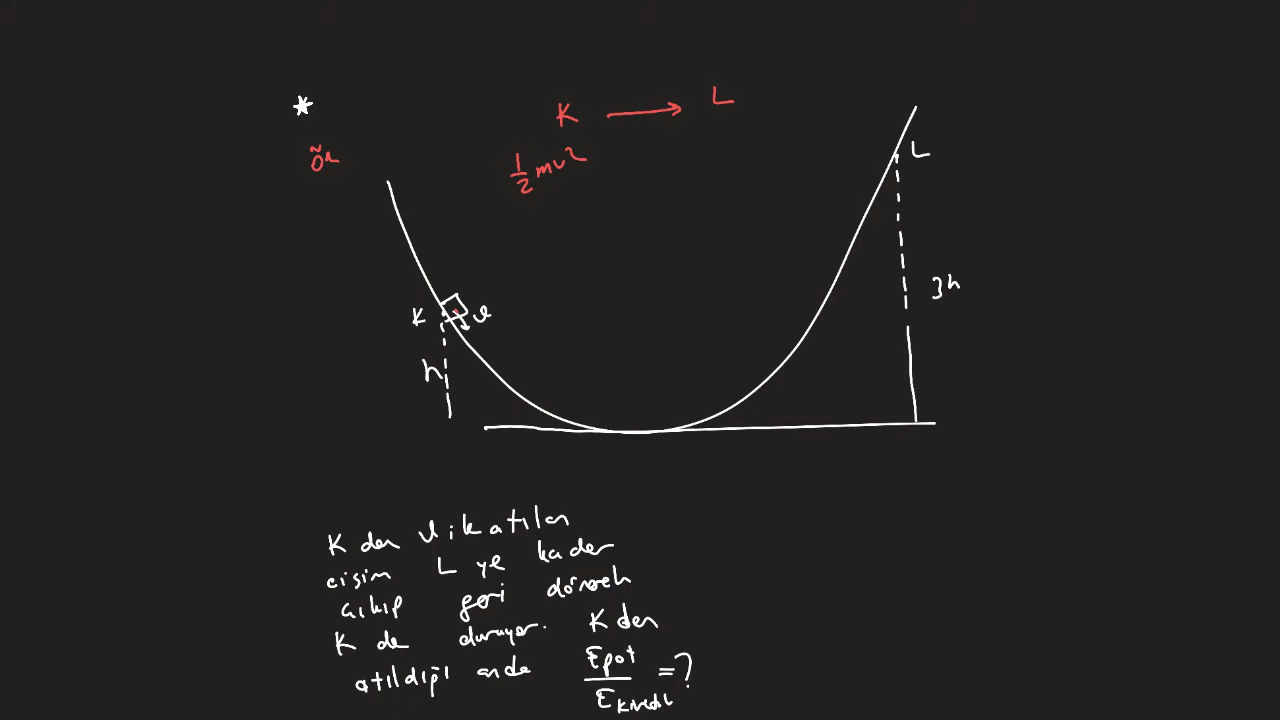 *
Ör
K → L
1/2 mv²
L
K
v
h
3h
K den v ile atılan
cisim L ye kadar
çıkıp geri dönerek
K de duruyor. K den
atıldığı anda Epot / Ekinetik = ?